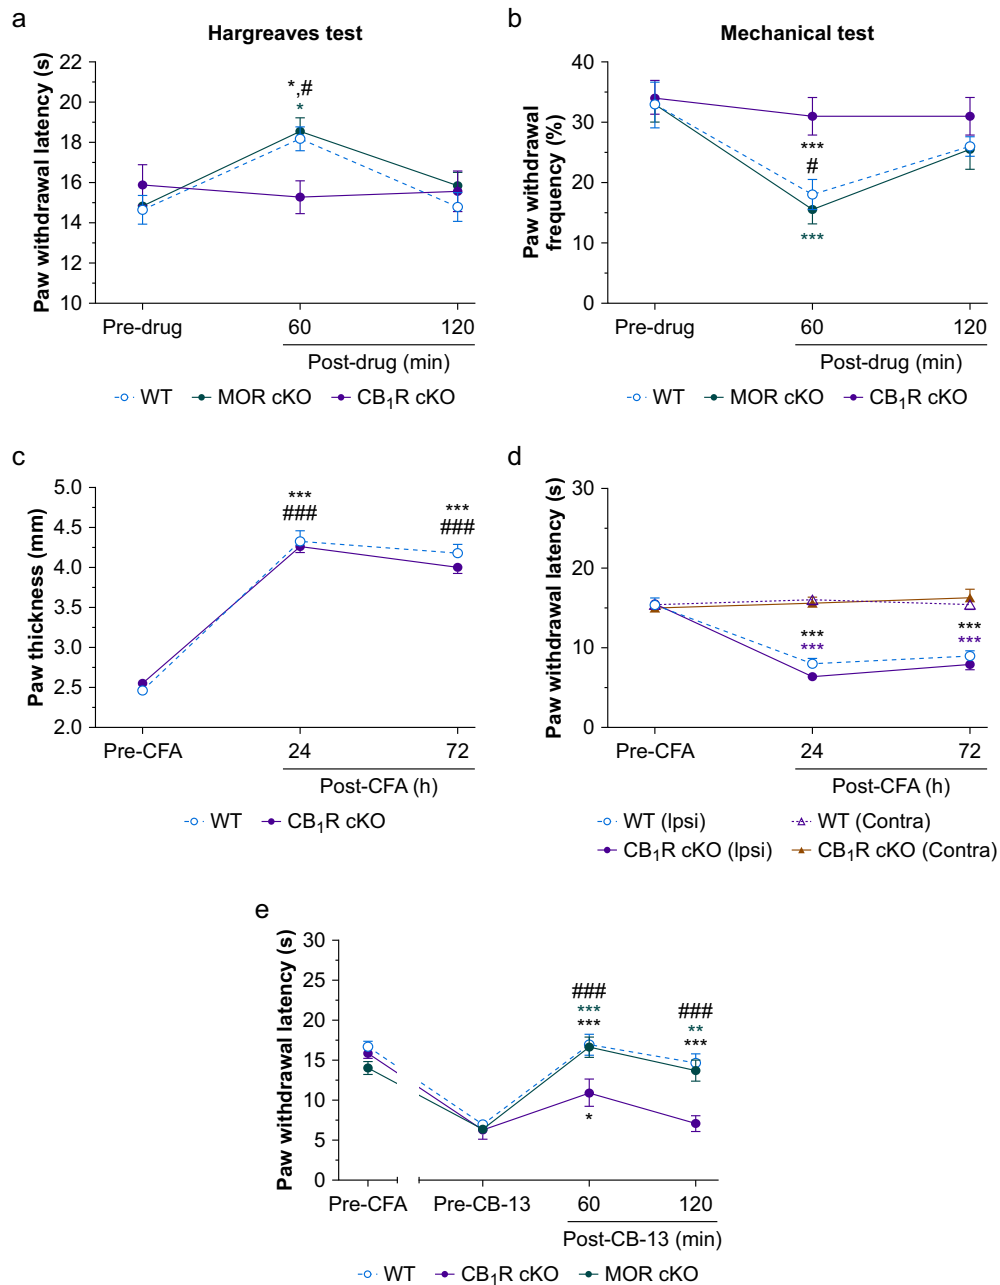 a
Hargreaves test
Paw withdrawal latency (s)
22
20
18
16
14
12
10
*,#
*
Pre-drug
60
120
Post-drug (min)
WT
MOR cKO
CB₁R cKO
b
Mechanical test
Paw withdrawal
frequency (%)
40
30
20
10
0
***
#
***
Pre-drug
60
120
Post-drug (min)
WT
MOR cKO
CB₁R cKO
c
Paw thickness (mm)
5.0
4.5
4.0
3.5
3.0
2.5
2.0
***
###
***
###
Pre-CFA
24
72
Post-CFA (h)
WT
CB₁R cKO
d
Paw withdrawal latency (s)
30
20
10
0
***
***
***
***
Pre-CFA
24
72
Post-CFA (h)
WT (Ipsi)
WT (Contra)
CB₁R cKO (Ipsi)
CB₁R cKO (Contra)
e
Paw withdrawal latency (s)
30
25
20
15
10
5
0
###
***
***
*
###
**
***
Pre-CFA
Pre-CB-13
60
120
Post-CB-13 (min)
WT
CB₁R cKO
MOR cKO